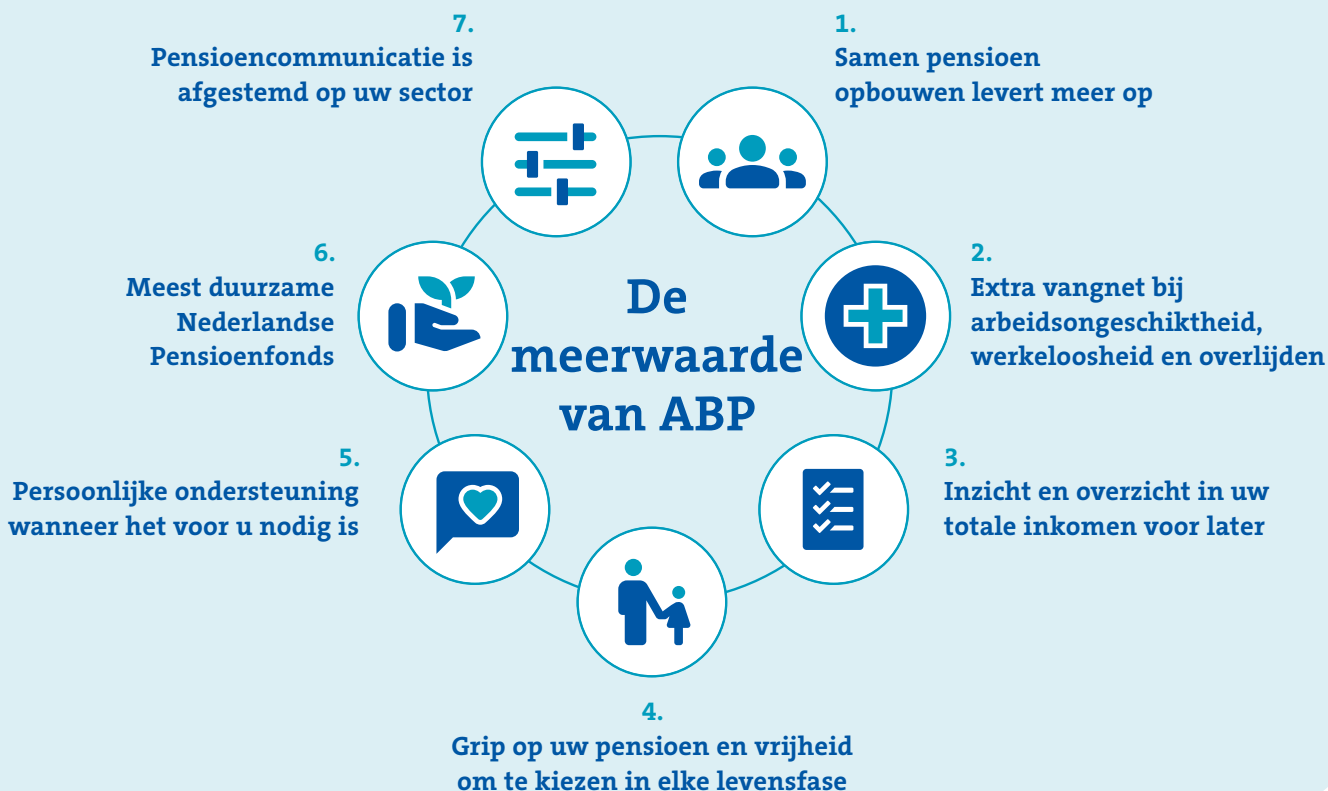 De
meerwaarde
van ABP
1.
Samen pensioen
opbouwen levert meer op
2.
Extra vangnet bij
arbeidsongeschiktheid,
werkeloosheid en overlijden
3.
Inzicht en overzicht in uw
totale inkomen voor later
4.
Grip op uw pensioen en vrijheid
om te kiezen in elke levensfase
5.
Persoonlijke ondersteuning
wanneer het voor u nodig is
6.
Meest duurzame
Nederlandse
Pensioenfonds
7.
Pensioencommunicatie is
afgestemd op uw sector